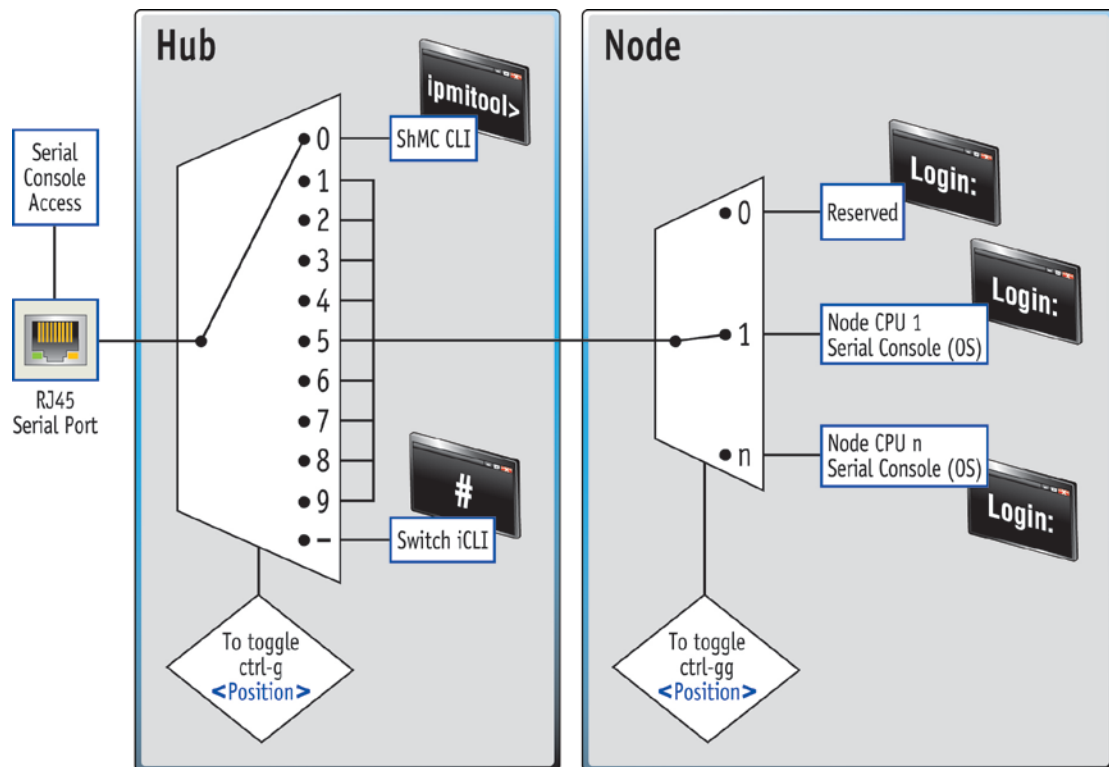 Hub
Node
ipmitool>
Serial
Console
Access
RJ45
Serial Port
0
ShMC CLI
1
2
3
4
5
6
7
8
9
-
#
Switch iCLI
To toggle
ctrl-g
<Position>
0
Reserved
Login:
1
Node CPU 1
Serial Console (OS)
Login:
n
Node CPU n
Serial Console (OS)
Login:
To toggle
ctrl-gg
<Position>